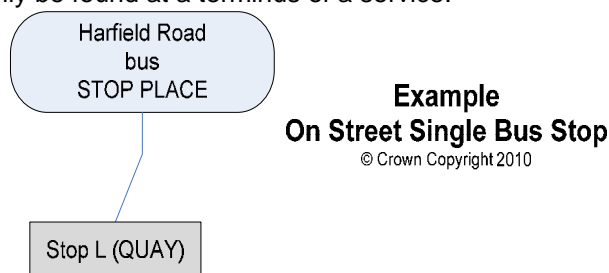 ly be found at a terminus of a service.
Harfield Road
bus
STOP PLACE
Example
On Street Single Bus Stop
© Crown Copyright 2010
Stop L (QUAY)